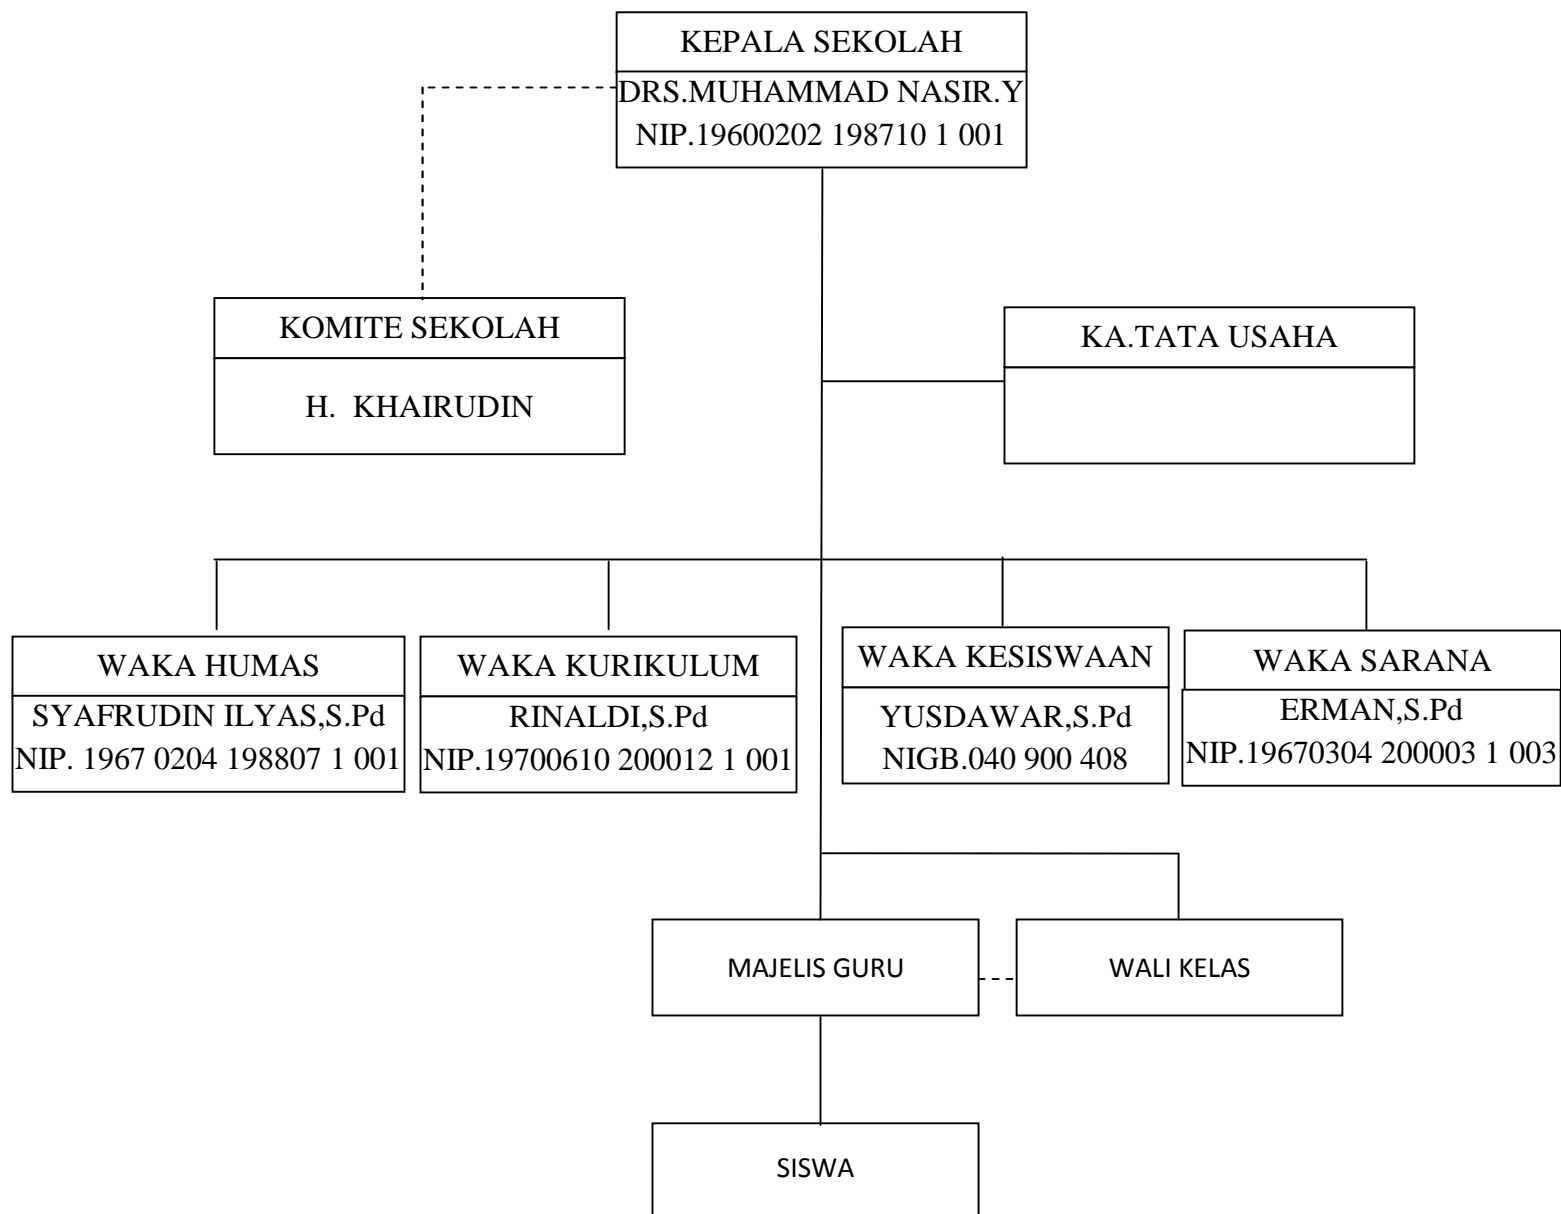 KEPALA SEKOLAH
DRS.MUHAMMAD NASIR.Y
NIP.19600202 198710 1 001
KOMITE SEKOLAH
H. KHAIRUDIN
KA.TATA USAHA
WAKA HUMAS
SYAFRUDIN ILYAS,S.Pd
NIP. 1967 0204 198807 1 001
WAKA KURIKULUM
RINALDI,S.Pd
NIP.19700610 200012 1 001
WAKA KESISWAAN
YUSDAWAR,S.Pd
NIGB.040 900 408
WAKA SARANA
ERMAN,S.Pd
NIP.19670304 200003 1 003
MAJELIS GURU
WALI KELAS
SISWA